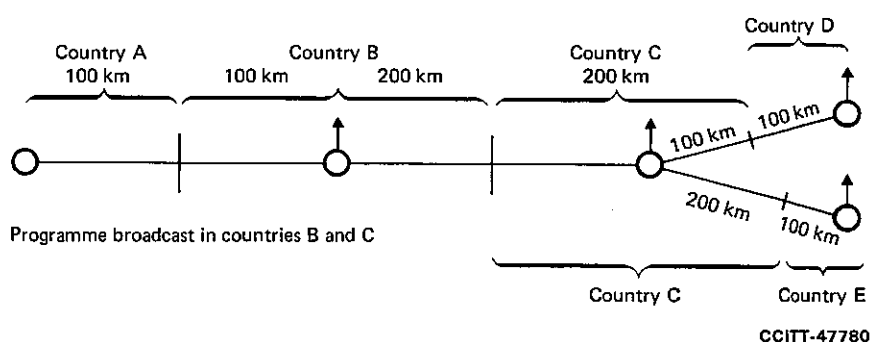 Country A
100 km
Country B
100 km 200 km
Country C
200 km
Country D
100 km
100 km
200 km
100 km
Programme broadcast in countries B and C
Country C
Country E
CCITT-47780